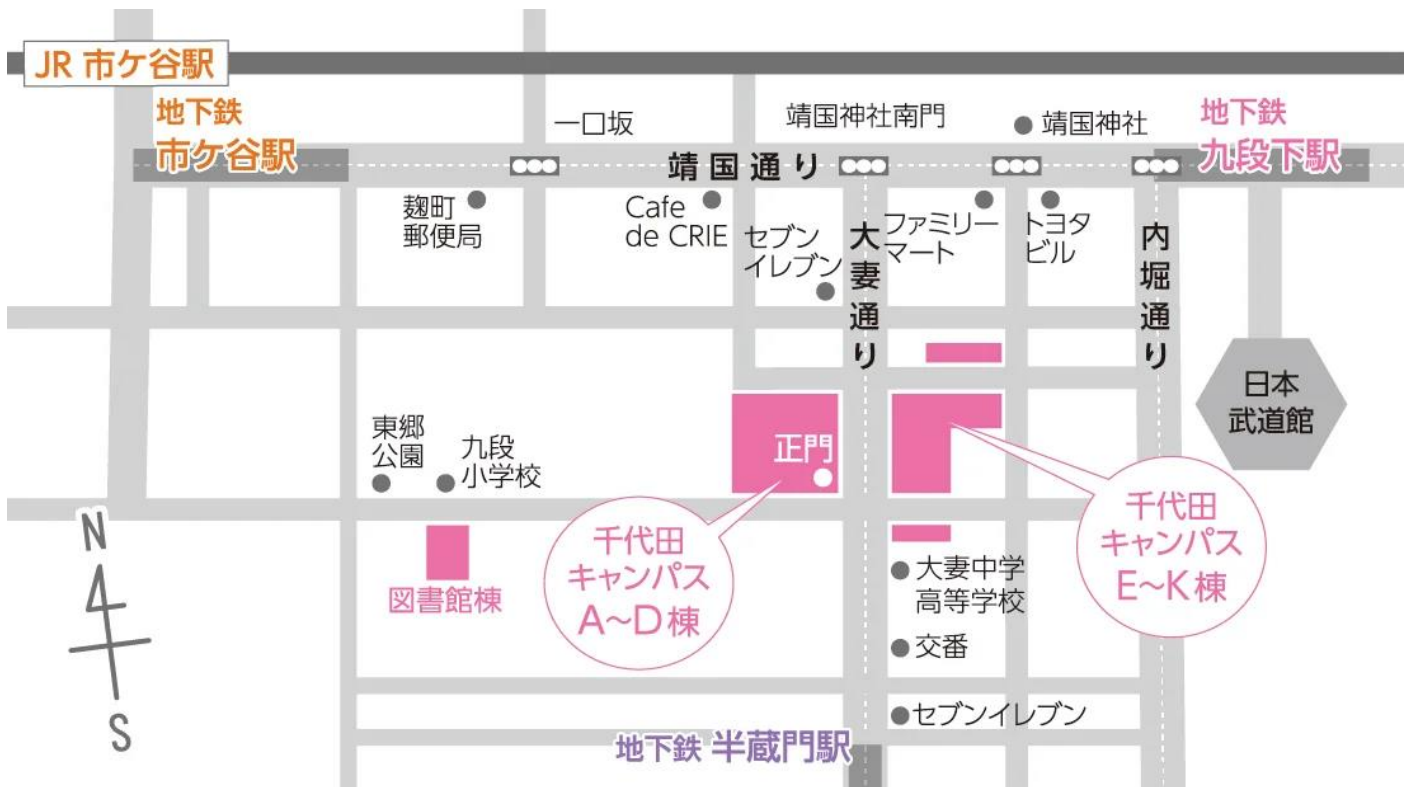 JR 市ケ谷駅
地下鉄
市ケ谷駅
一口坂
靖国神社南門
靖国神社
地下鉄
九段下駅
靖国通り
麹町
郵便局
Cafe
de CRIE
セブン
イレブン
大妻通り
ファミリー
マート
トヨタ
ビル
内堀通り
日本
武道館
東郷
公園
九段
小学校
正門
千代田
キャンパス
A〜D棟
千代田
キャンパス
E〜K棟
図書館棟
大妻中学
高等学校
交番
セブンイレブン
地下鉄 半蔵門駅
N
S